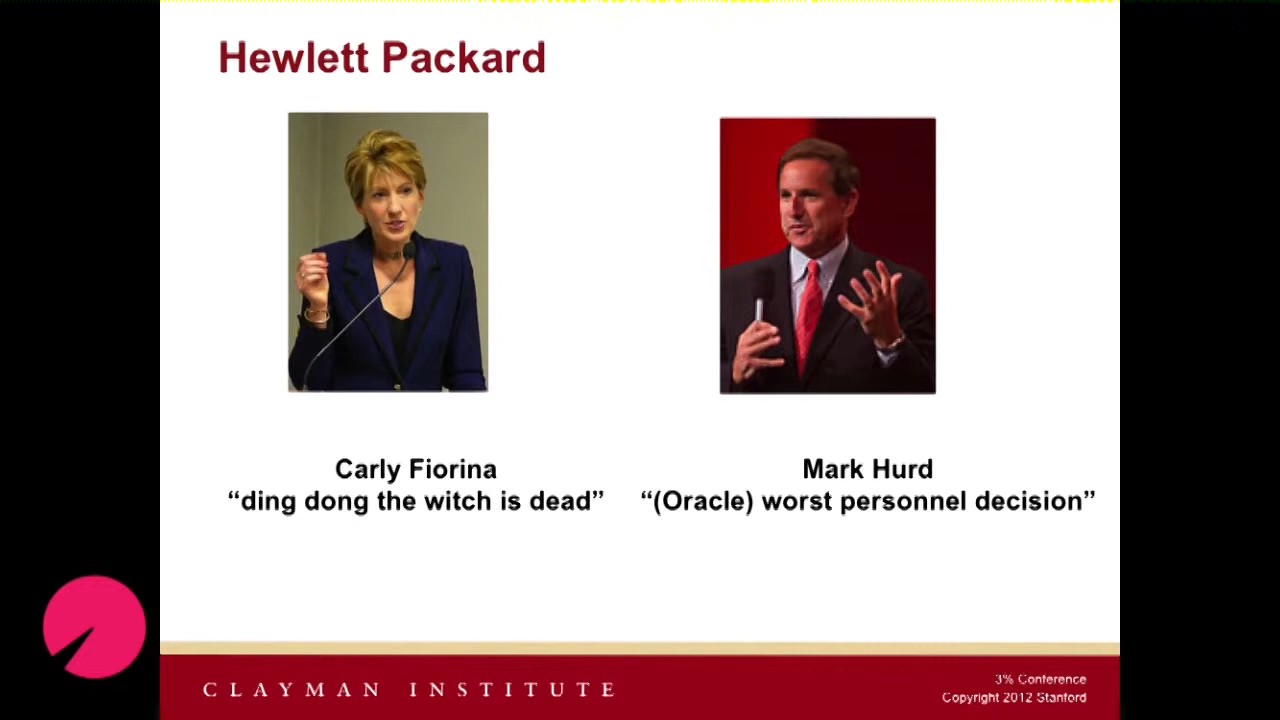 Hewlett Packard
Carly Fiorina
“ding dong the witch is dead”
Mark Hurd
“(Oracle) worst personnel decision”
CLAYMAN INSTITUTE
3% Conference
Copyright 2012 Stanford